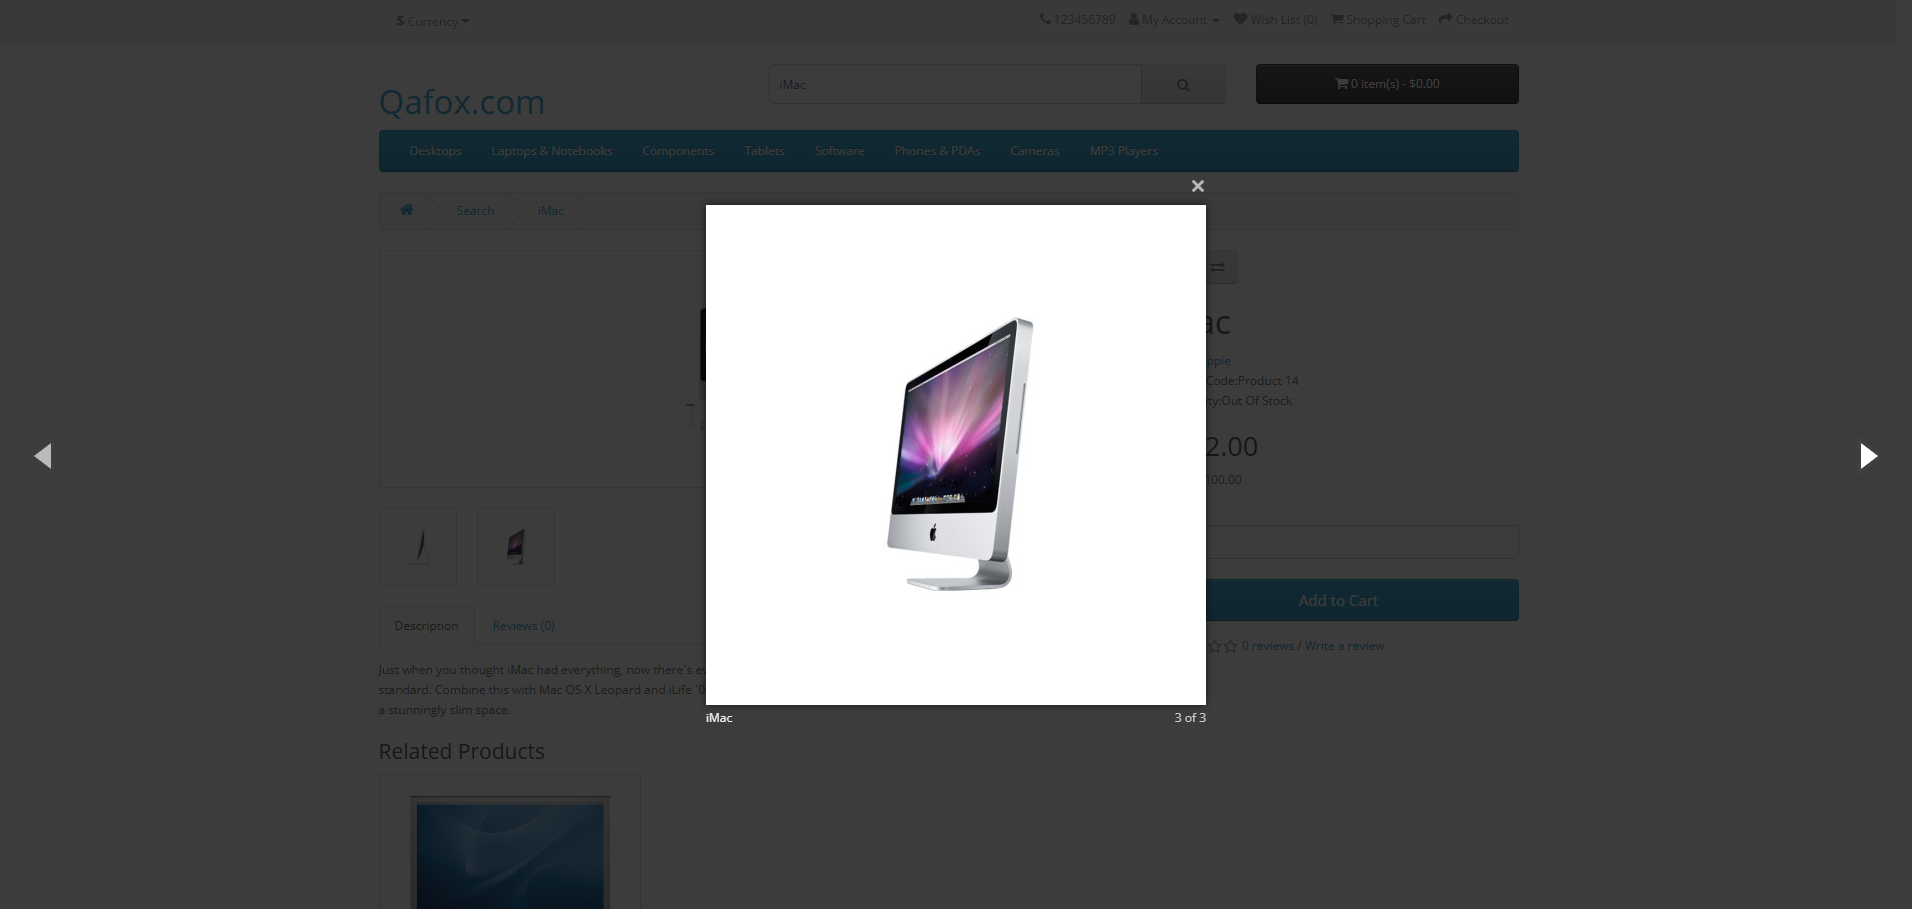 $ Currency
123456789 My Account Wish List (0) Shopping Cart Checkout
Qafox.com
iMac
0 item(s) - $0.00
Desktops Laptops & Notebooks Components Tablets Software Phones & PDAs Cameras MP3 Players
×
Search iMac
ac
pple
Code:Product 14
ity:Out Of Stock
2.00
100.00
Add to Cart
0 reviews / Write a review
Description Reviews (0)
Just when you thought iMac had everything, now there´s ev
standard. Combine this with Mac OS X Leopard and iLife ´0
a stunningly slim space.
iMac 3 of 3
Related Products